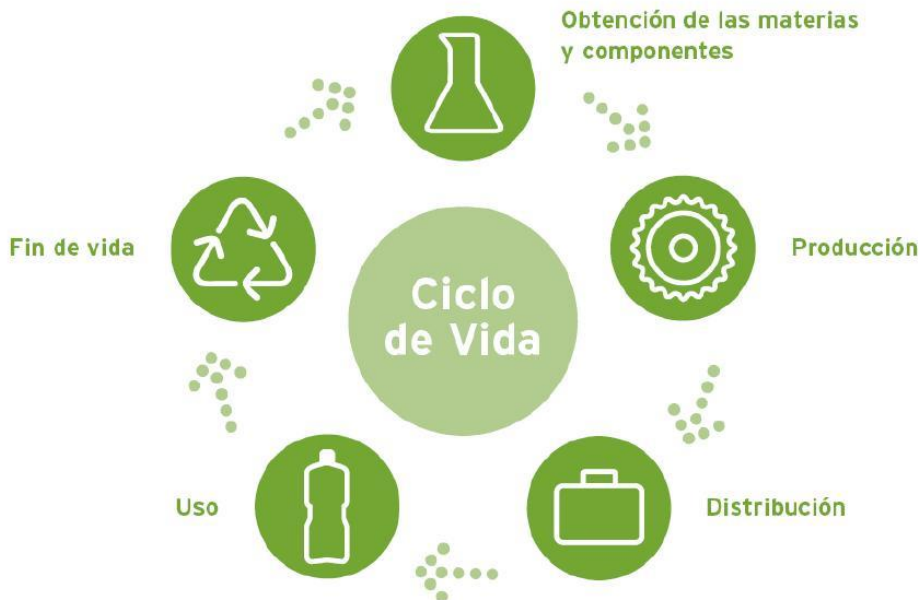 Obtención de las materias
y componentes
Producción
Distribución
Uso
Fin de vida
Ciclo
de Vida